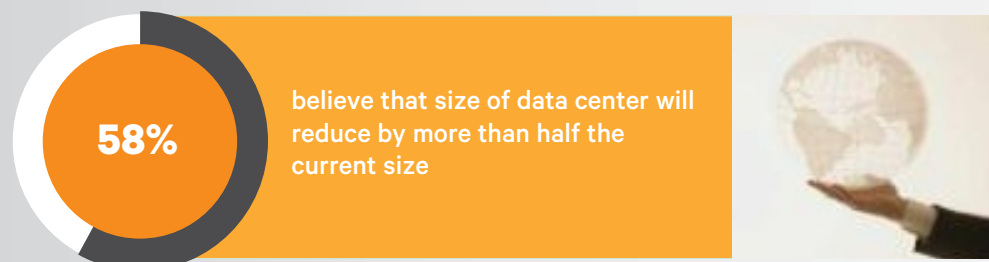 58%
believe that size of data center will
reduce by more than half the
current size